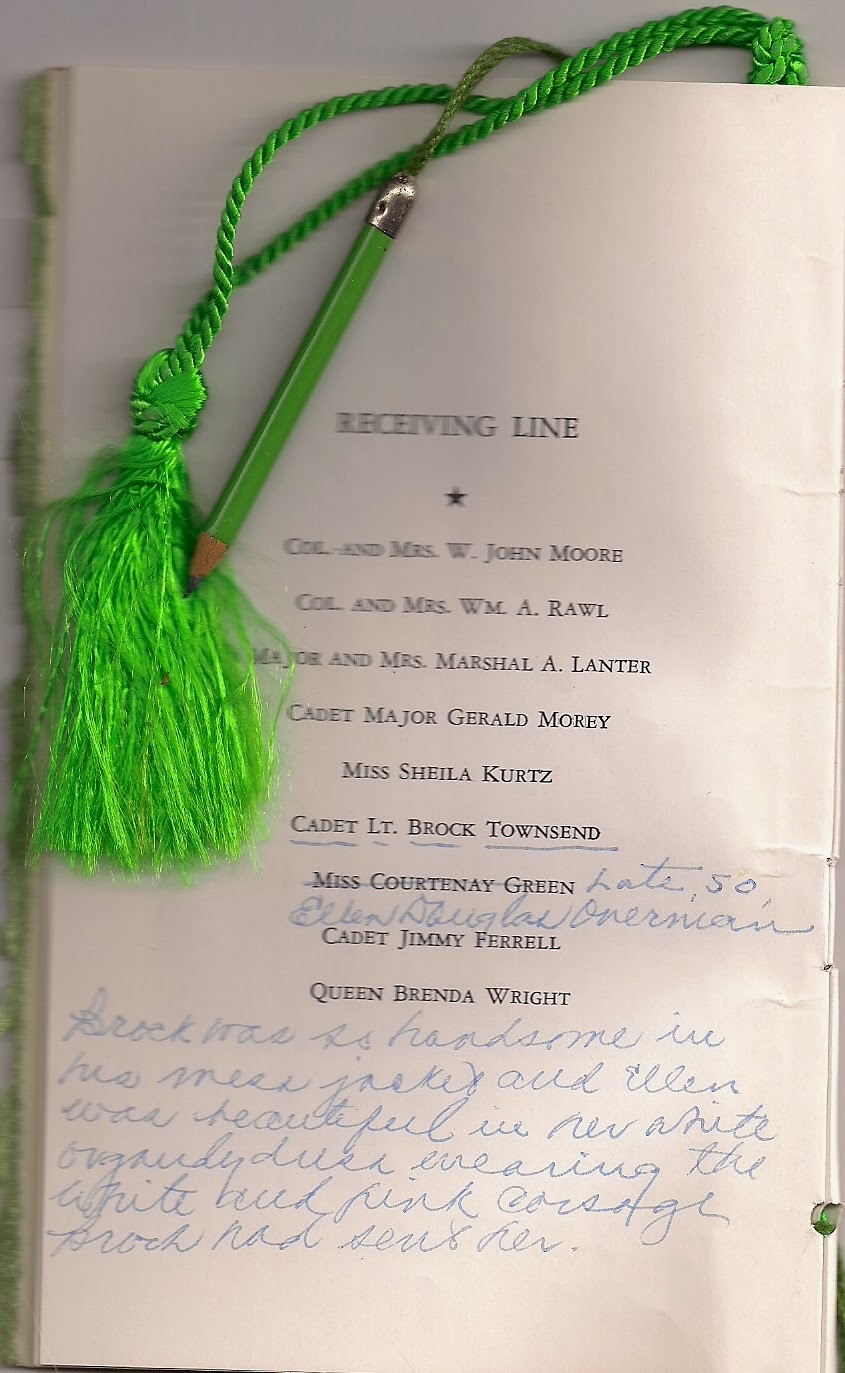 RECEIVING LINE
COL. AND MRS. W. JOHN MOORE
COL. AND MRS. WM. A. RAWL
MAJOR AND MRS. MARSHAL A. LANTER
CADET MAJOR GERALD MOREY
MISS SHEILA KURTZ
CADET LT. BROCK TOWNSEND
MISS COURTENAY GREEN Late, so,
Ellen Douglas Overman
CADET JIMMY FERRELL
QUEEN BRENDA WRIGHT
Brock was so handsome in
his mess jacket and Ellen
was beautiful in her white
organdy dress wearing the
white and pink corsage
Brock had sent her.